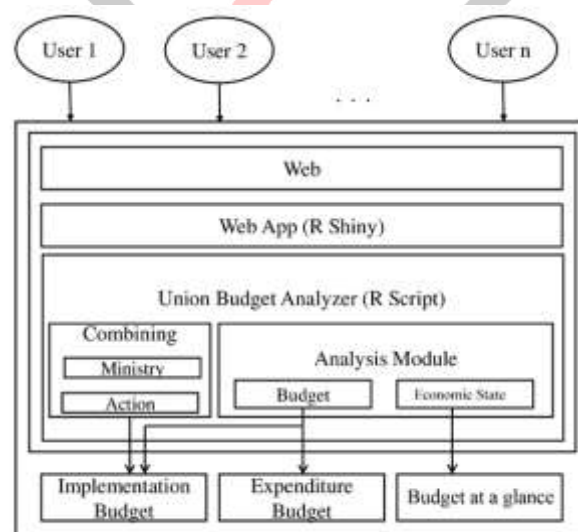 User 1
User 2
User n
. . .
Web
Web App (R Shiny)
Union Budget Analyzer (R Script)
Combining
Ministry
Action
Analysis Module
Budget
Economic State
Implementation
Budget
Expenditure
Budget
Budget at a glance